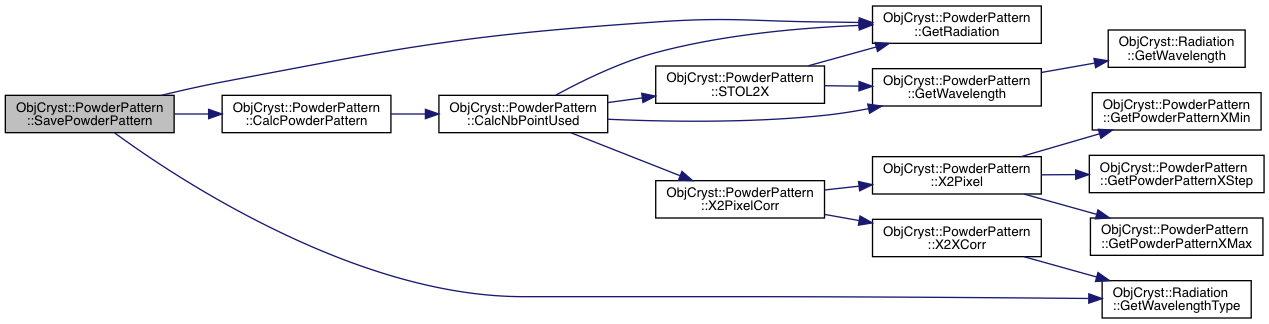 ObjCryst::PowderPattern
::SavePowderPattern
ObjCryst::PowderPattern
::CalcPowderPattern
ObjCryst::PowderPattern
::CalcNbPointUsed
ObjCryst::PowderPattern
::STOL2X
ObjCryst::PowderPattern
::X2PixelCorr
ObjCryst::PowderPattern
::GetRadiation
ObjCryst::PowderPattern
::GetWavelength
ObjCryst::PowderPattern
::X2Pixel
ObjCryst::PowderPattern
::X2XCorr
ObjCryst::Radiation
::GetWavelength
ObjCryst::PowderPattern
::GetPowderPatternXMin
ObjCryst::PowderPattern
::GetPowderPatternXStep
ObjCryst::PowderPattern
::GetPowderPatternXMax
ObjCryst::Radiation
::GetWavelengthType